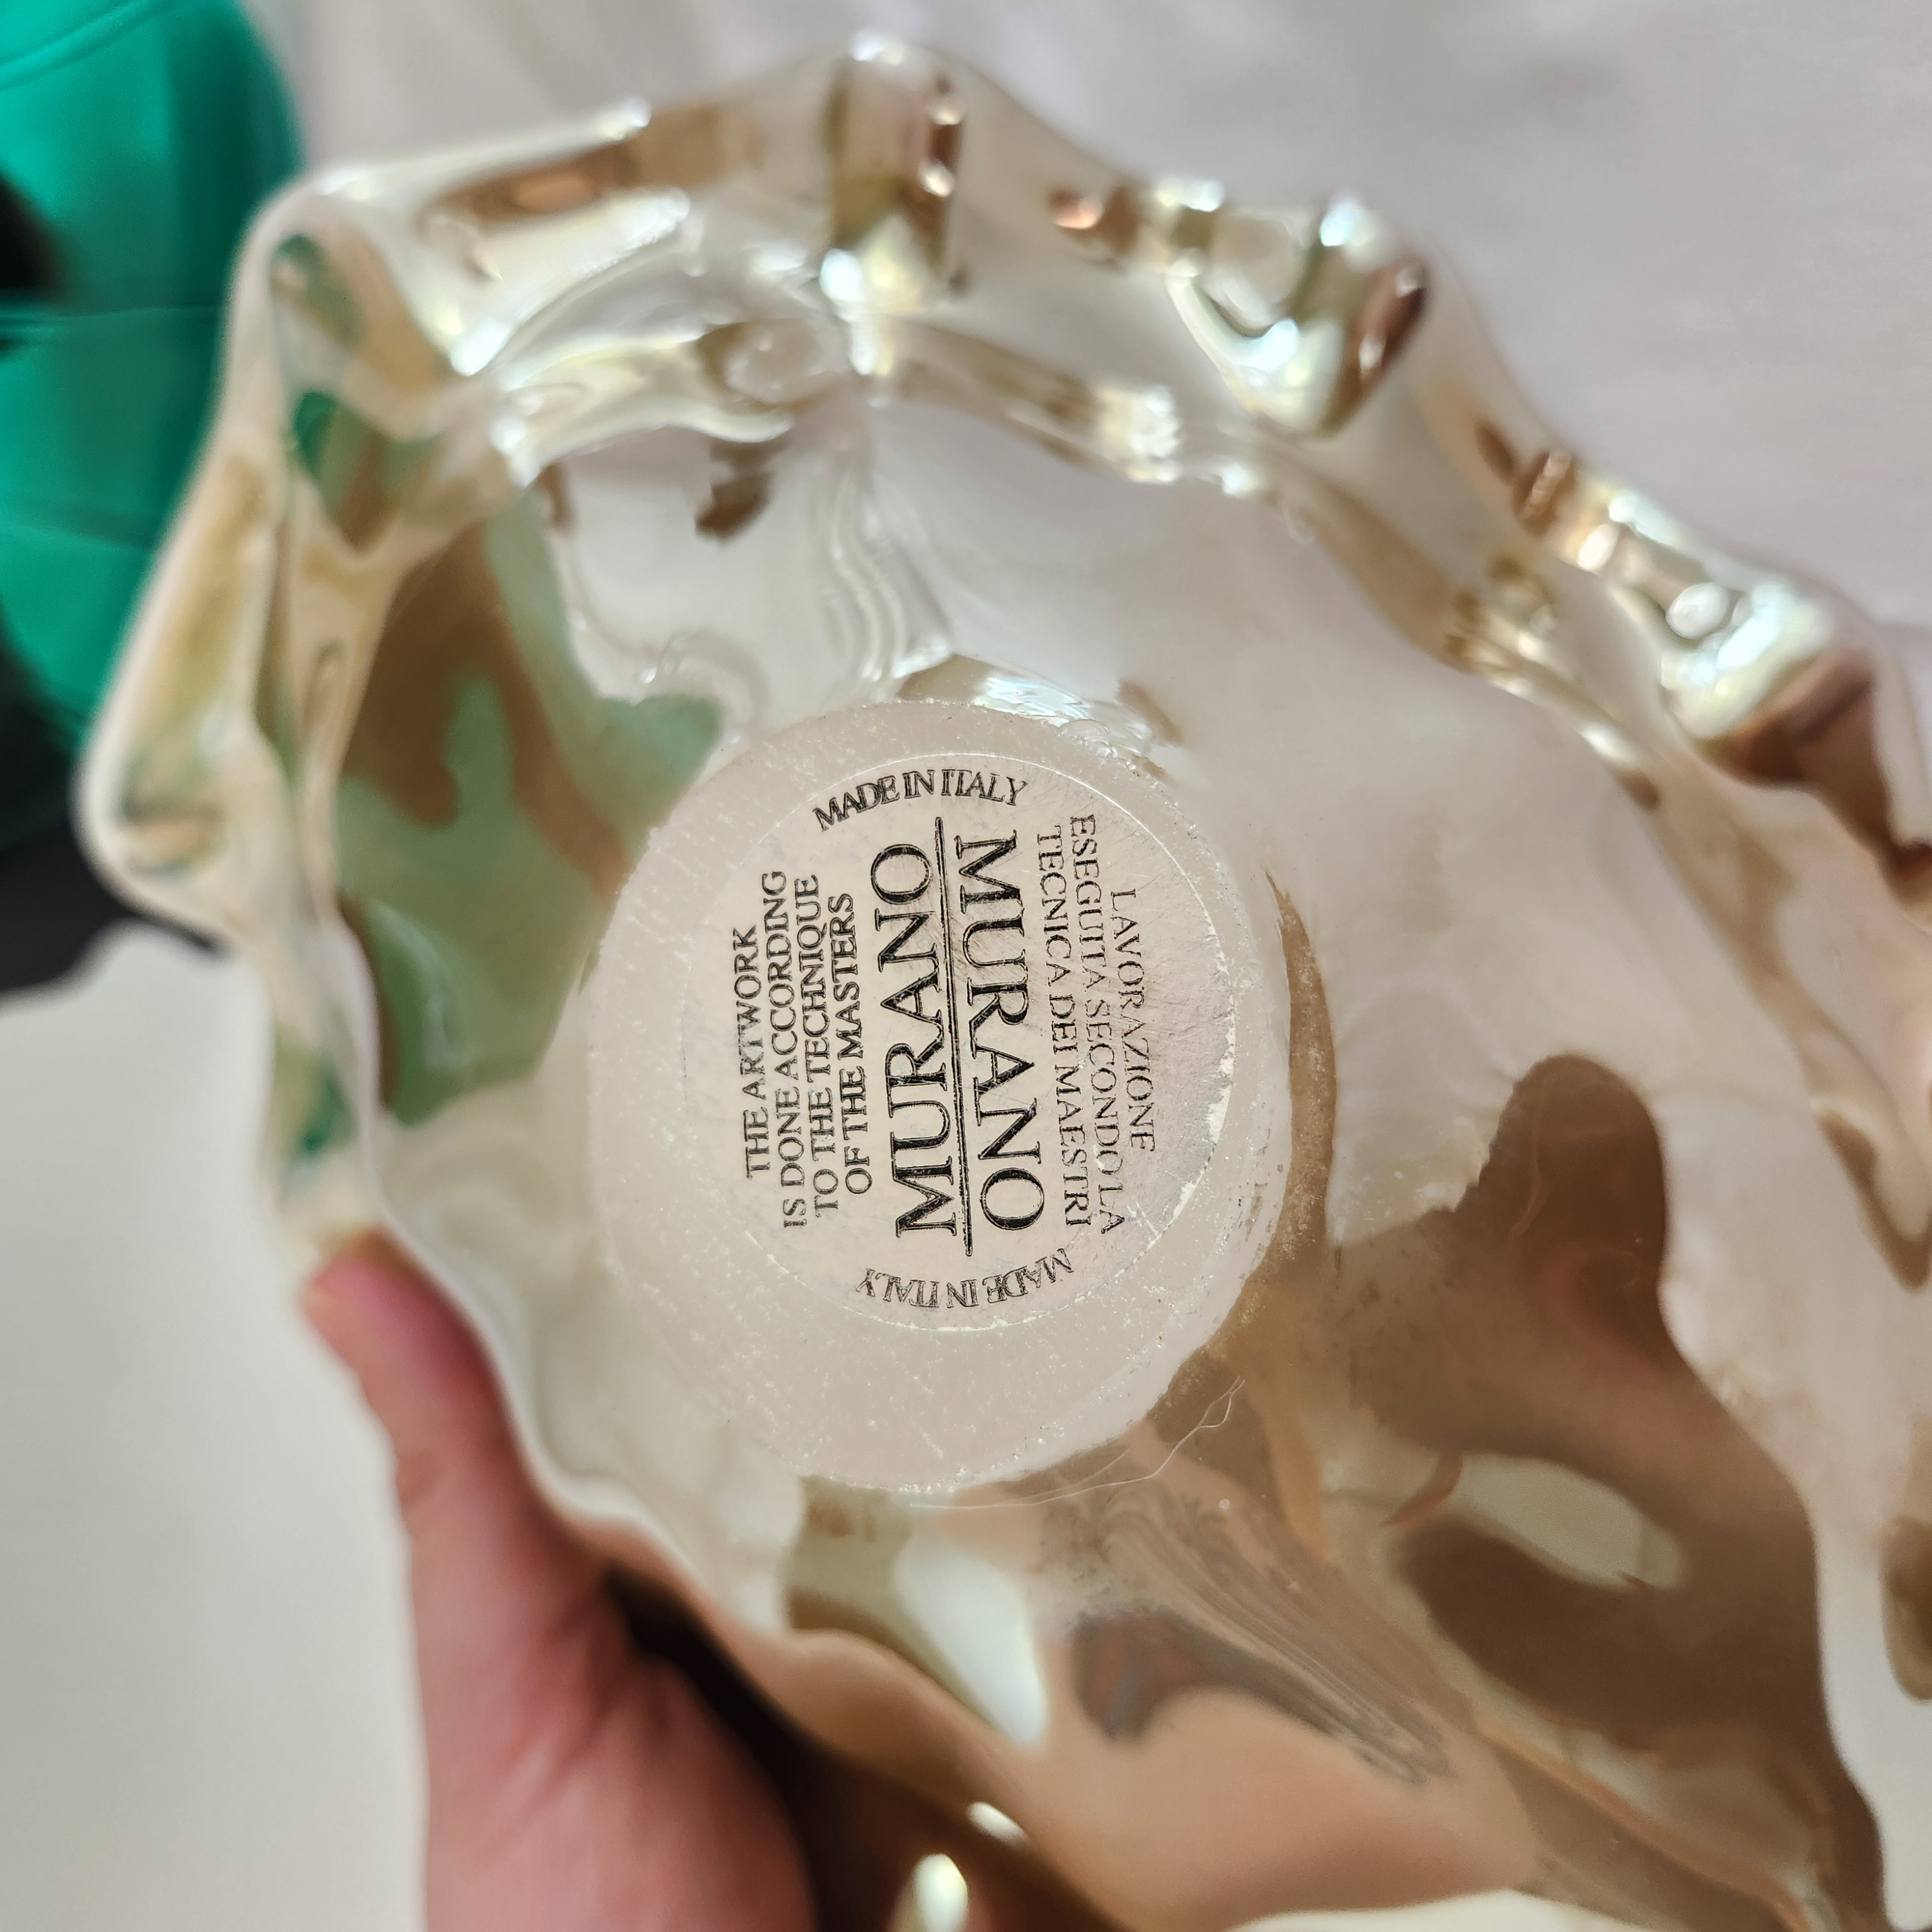 MADE IN ITALY
THE ARTWORK
IS DONE ACCORDING
TO THE TECHNIQUE
OF THE MASTERS
MURANO
MURANO
LAVORAZIONE
ESEGUITA SECONDO LA
TECNICA DEI MAESTRI
MADE IN ITALY